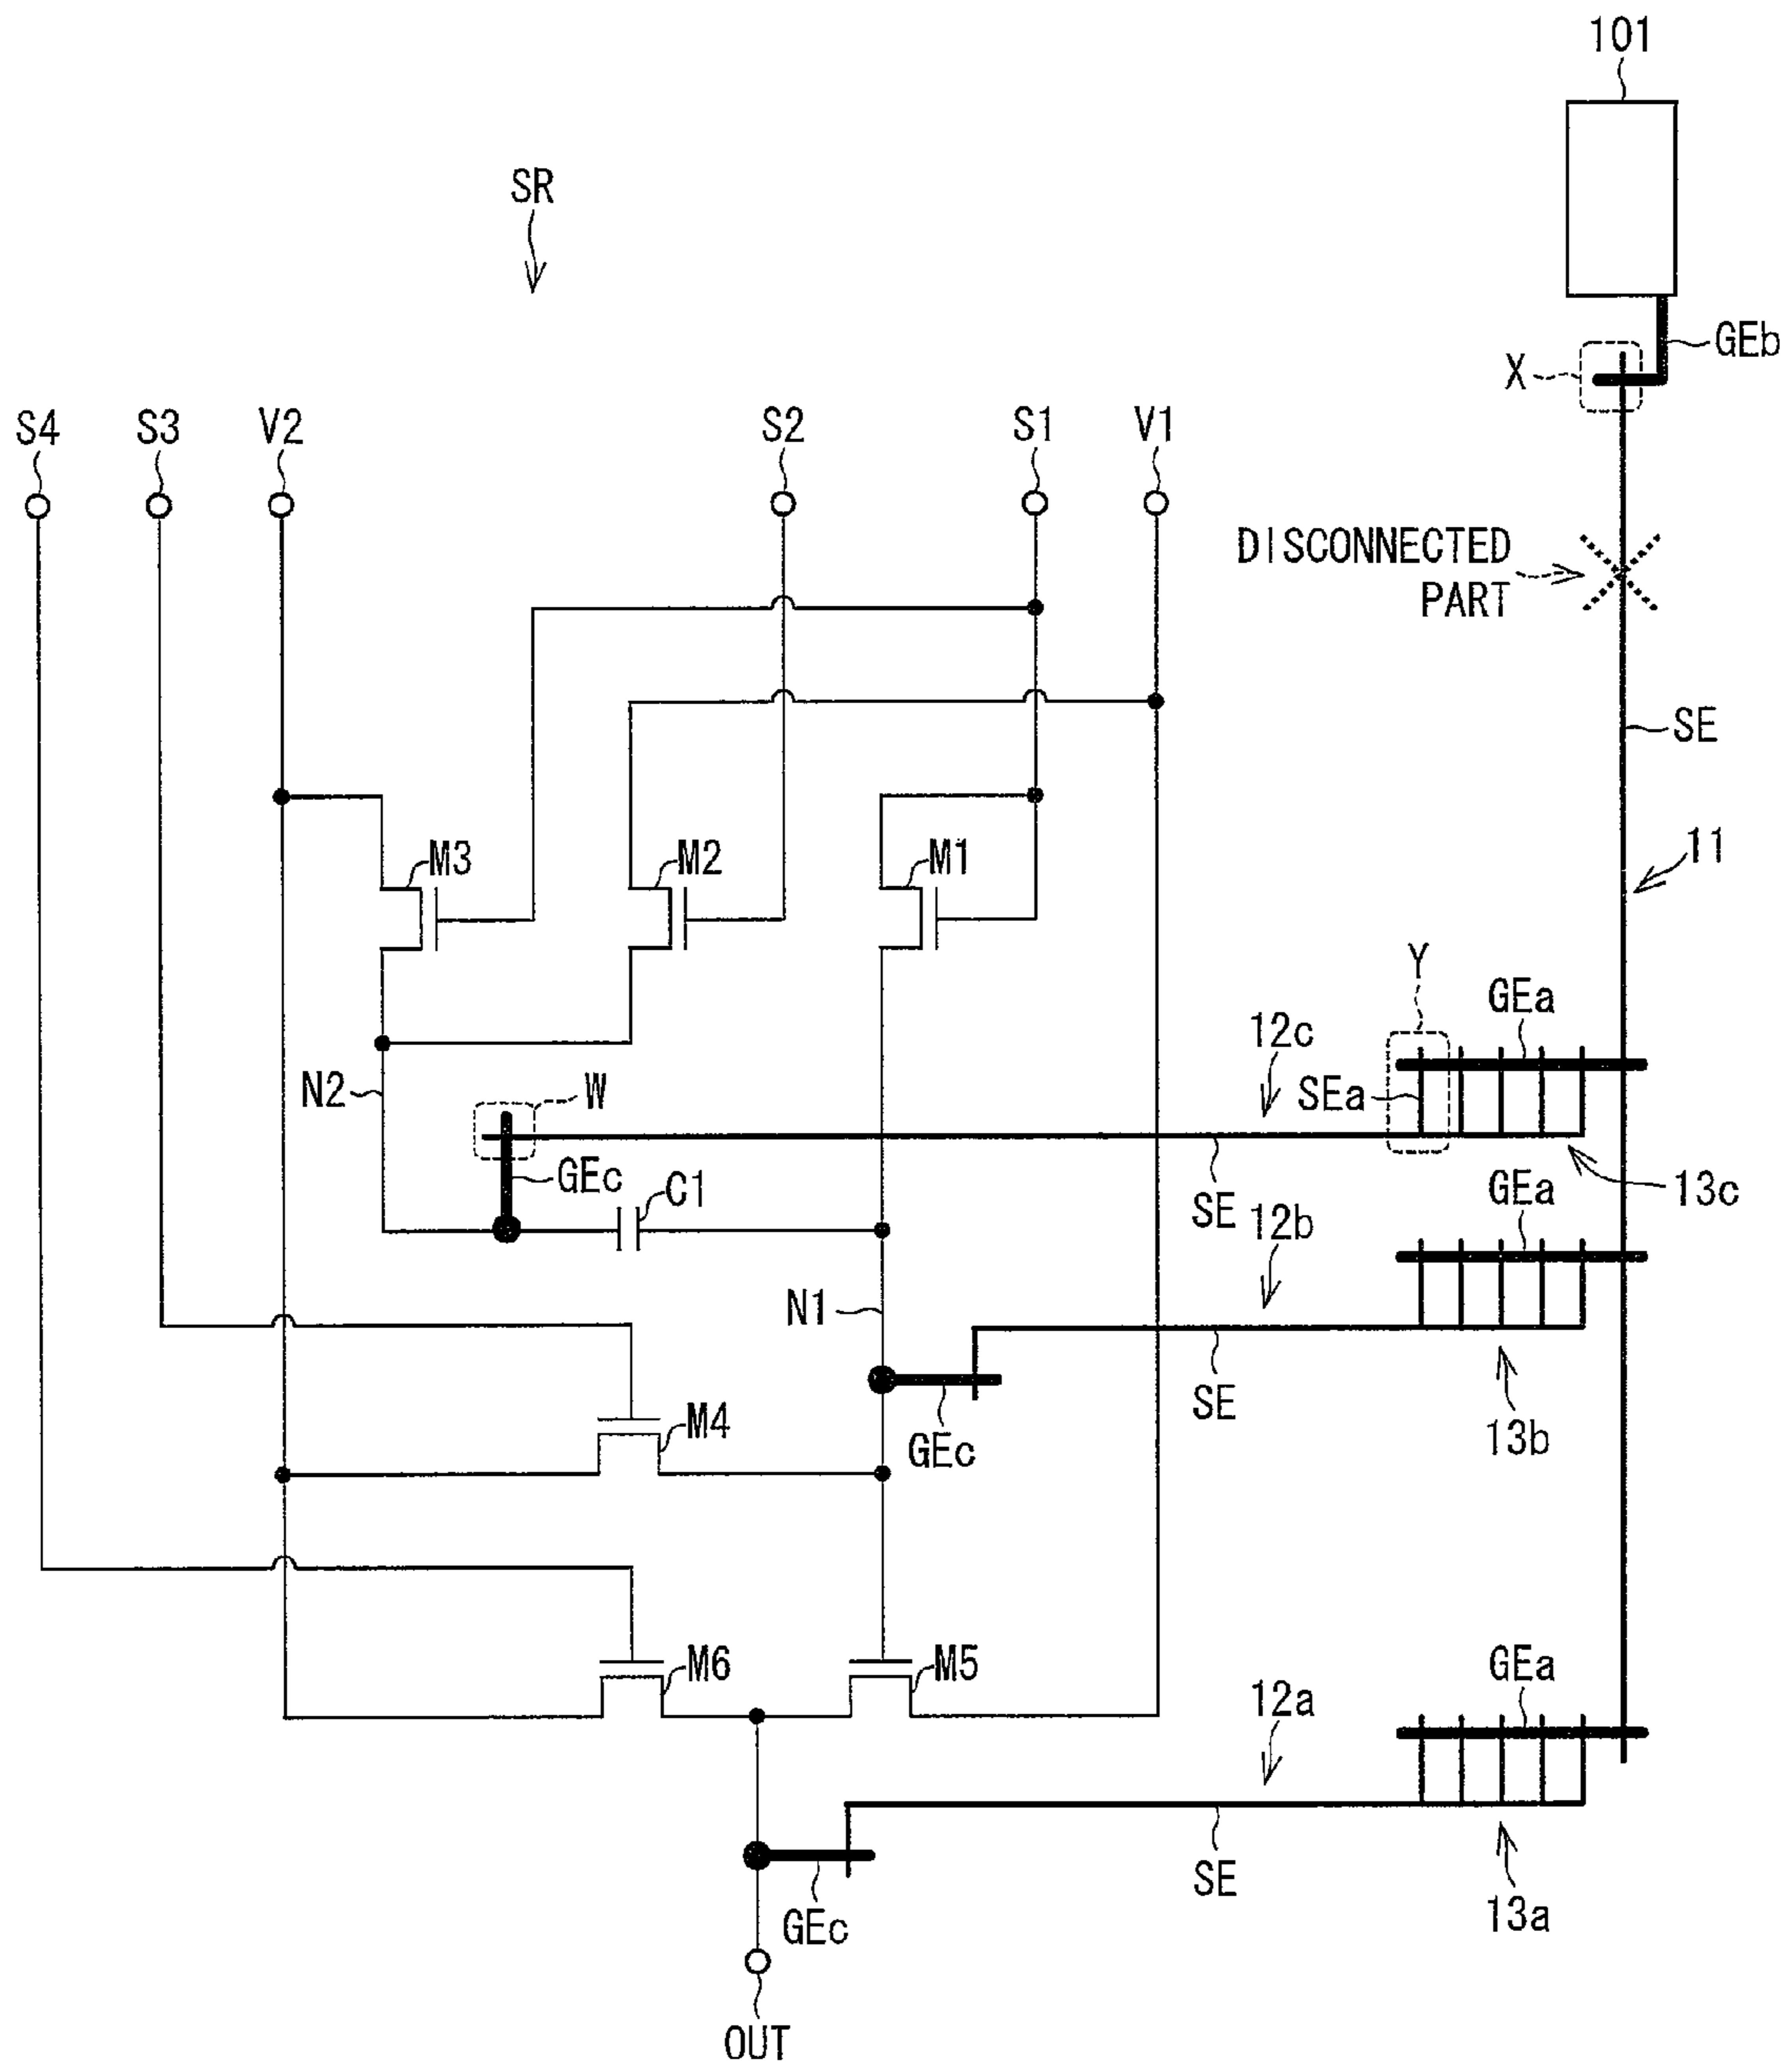 101
SR
GEb
X
S4
S3
V2
S2
S1
V1
DISCONNECTED
PART
SE
11
M3
M2
M1
Y
GEa
12c
SEa
N2
W
GEc
C1
SE
13c
GEa
12b
N1
SE
M4
GEc
13b
M6
M5
GEa
12a
SE
GEc
13a
OUT